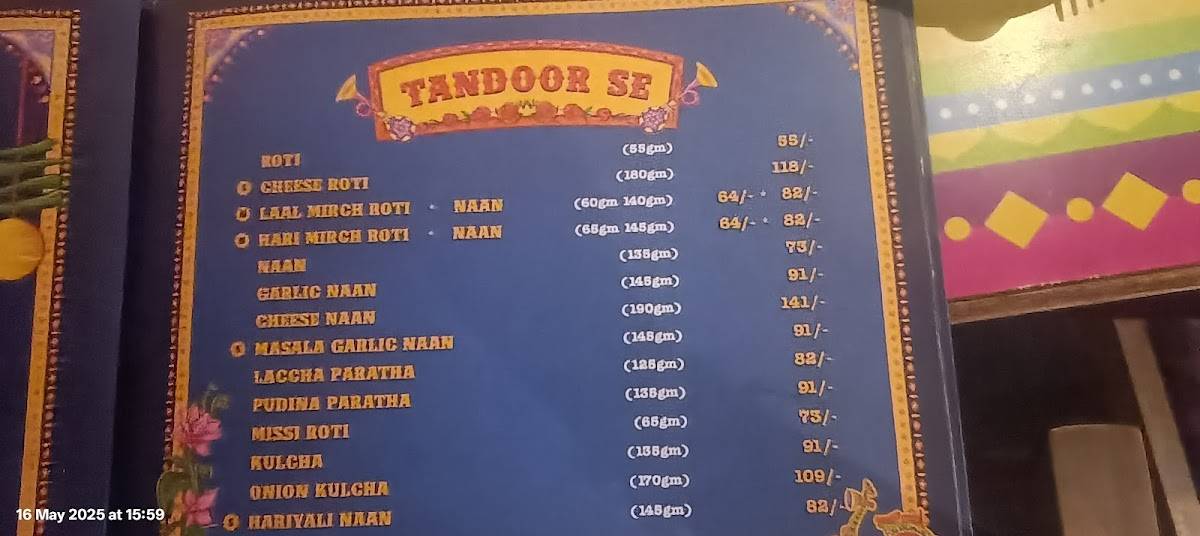 TANDOOR SE
ROTI (55gm) 55/-
CHEESE ROTI (180gm) 118/-
LAAL MIRCH ROTI • NAAN (60gm 140gm) 64/- • 82/-
HARI MIRCH ROTI • NAAN (65gm 145gm) 64/- • 82/-
NAAN (135gm) 73/-
GARLIC NAAN (145gm) 91/-
CHEESE NAAN (190gm) 141/-
MASALA GARLIC NAAN (145gm) 91/-
LACCHA PARATHA (125gm) 82/-
PUDINA PARATHA (135gm) 91/-
MISSI ROTI (65gm) 73/-
KULCHA (135gm) 91/-
ONION KULCHA (170gm) 109/-
HARIYALI NAAN (145gm) 82/-
16 May 2025 at 15:59